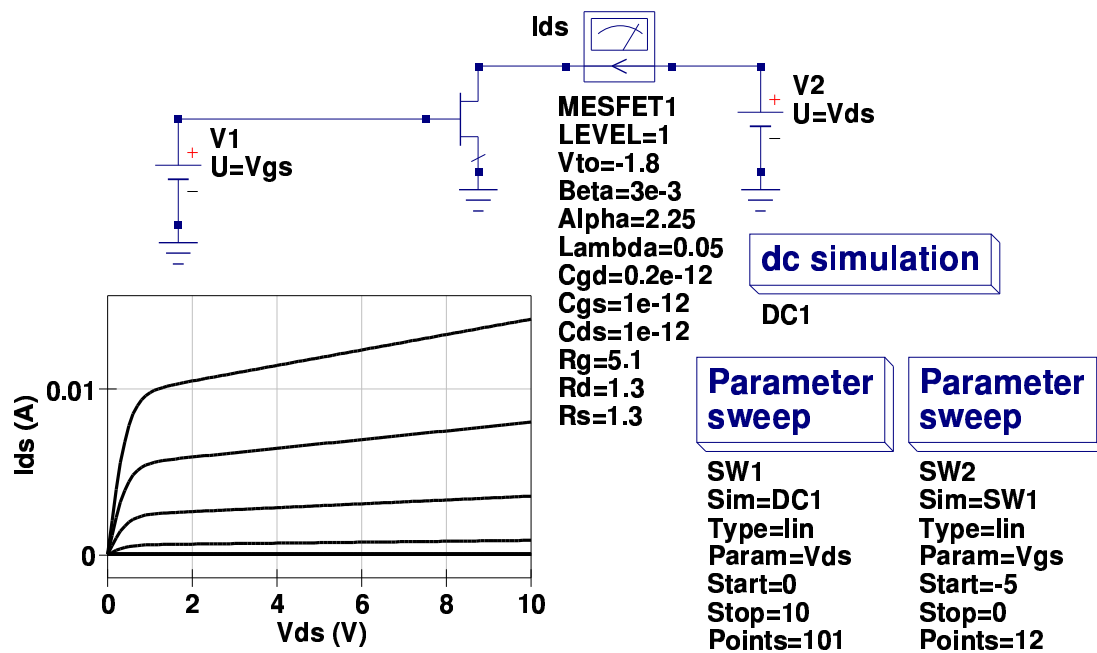 Ids
V1
U=Vgs
V2
U=Vds
MESFET1
LEVEL=1
Vto=-1.8
Beta=3e-3
Alpha=2.25
Lambda=0.05
Cgd=0.2e-12
Cgs=1e-12
Cds=1e-12
Rg=5.1
Rd=1.3
Rs=1.3
dc simulation
DC1
Parameter
sweep
SW1
Sim=DC1
Type=lin
Param=Vds
Start=0
Stop=10
Points=101
Parameter
sweep
SW2
Sim=SW1
Type=lin
Param=Vgs
Start=-5
Stop=0
Points=12
Ids (A)
0.01
0
0 2 4 6 8 10
Vds (V)